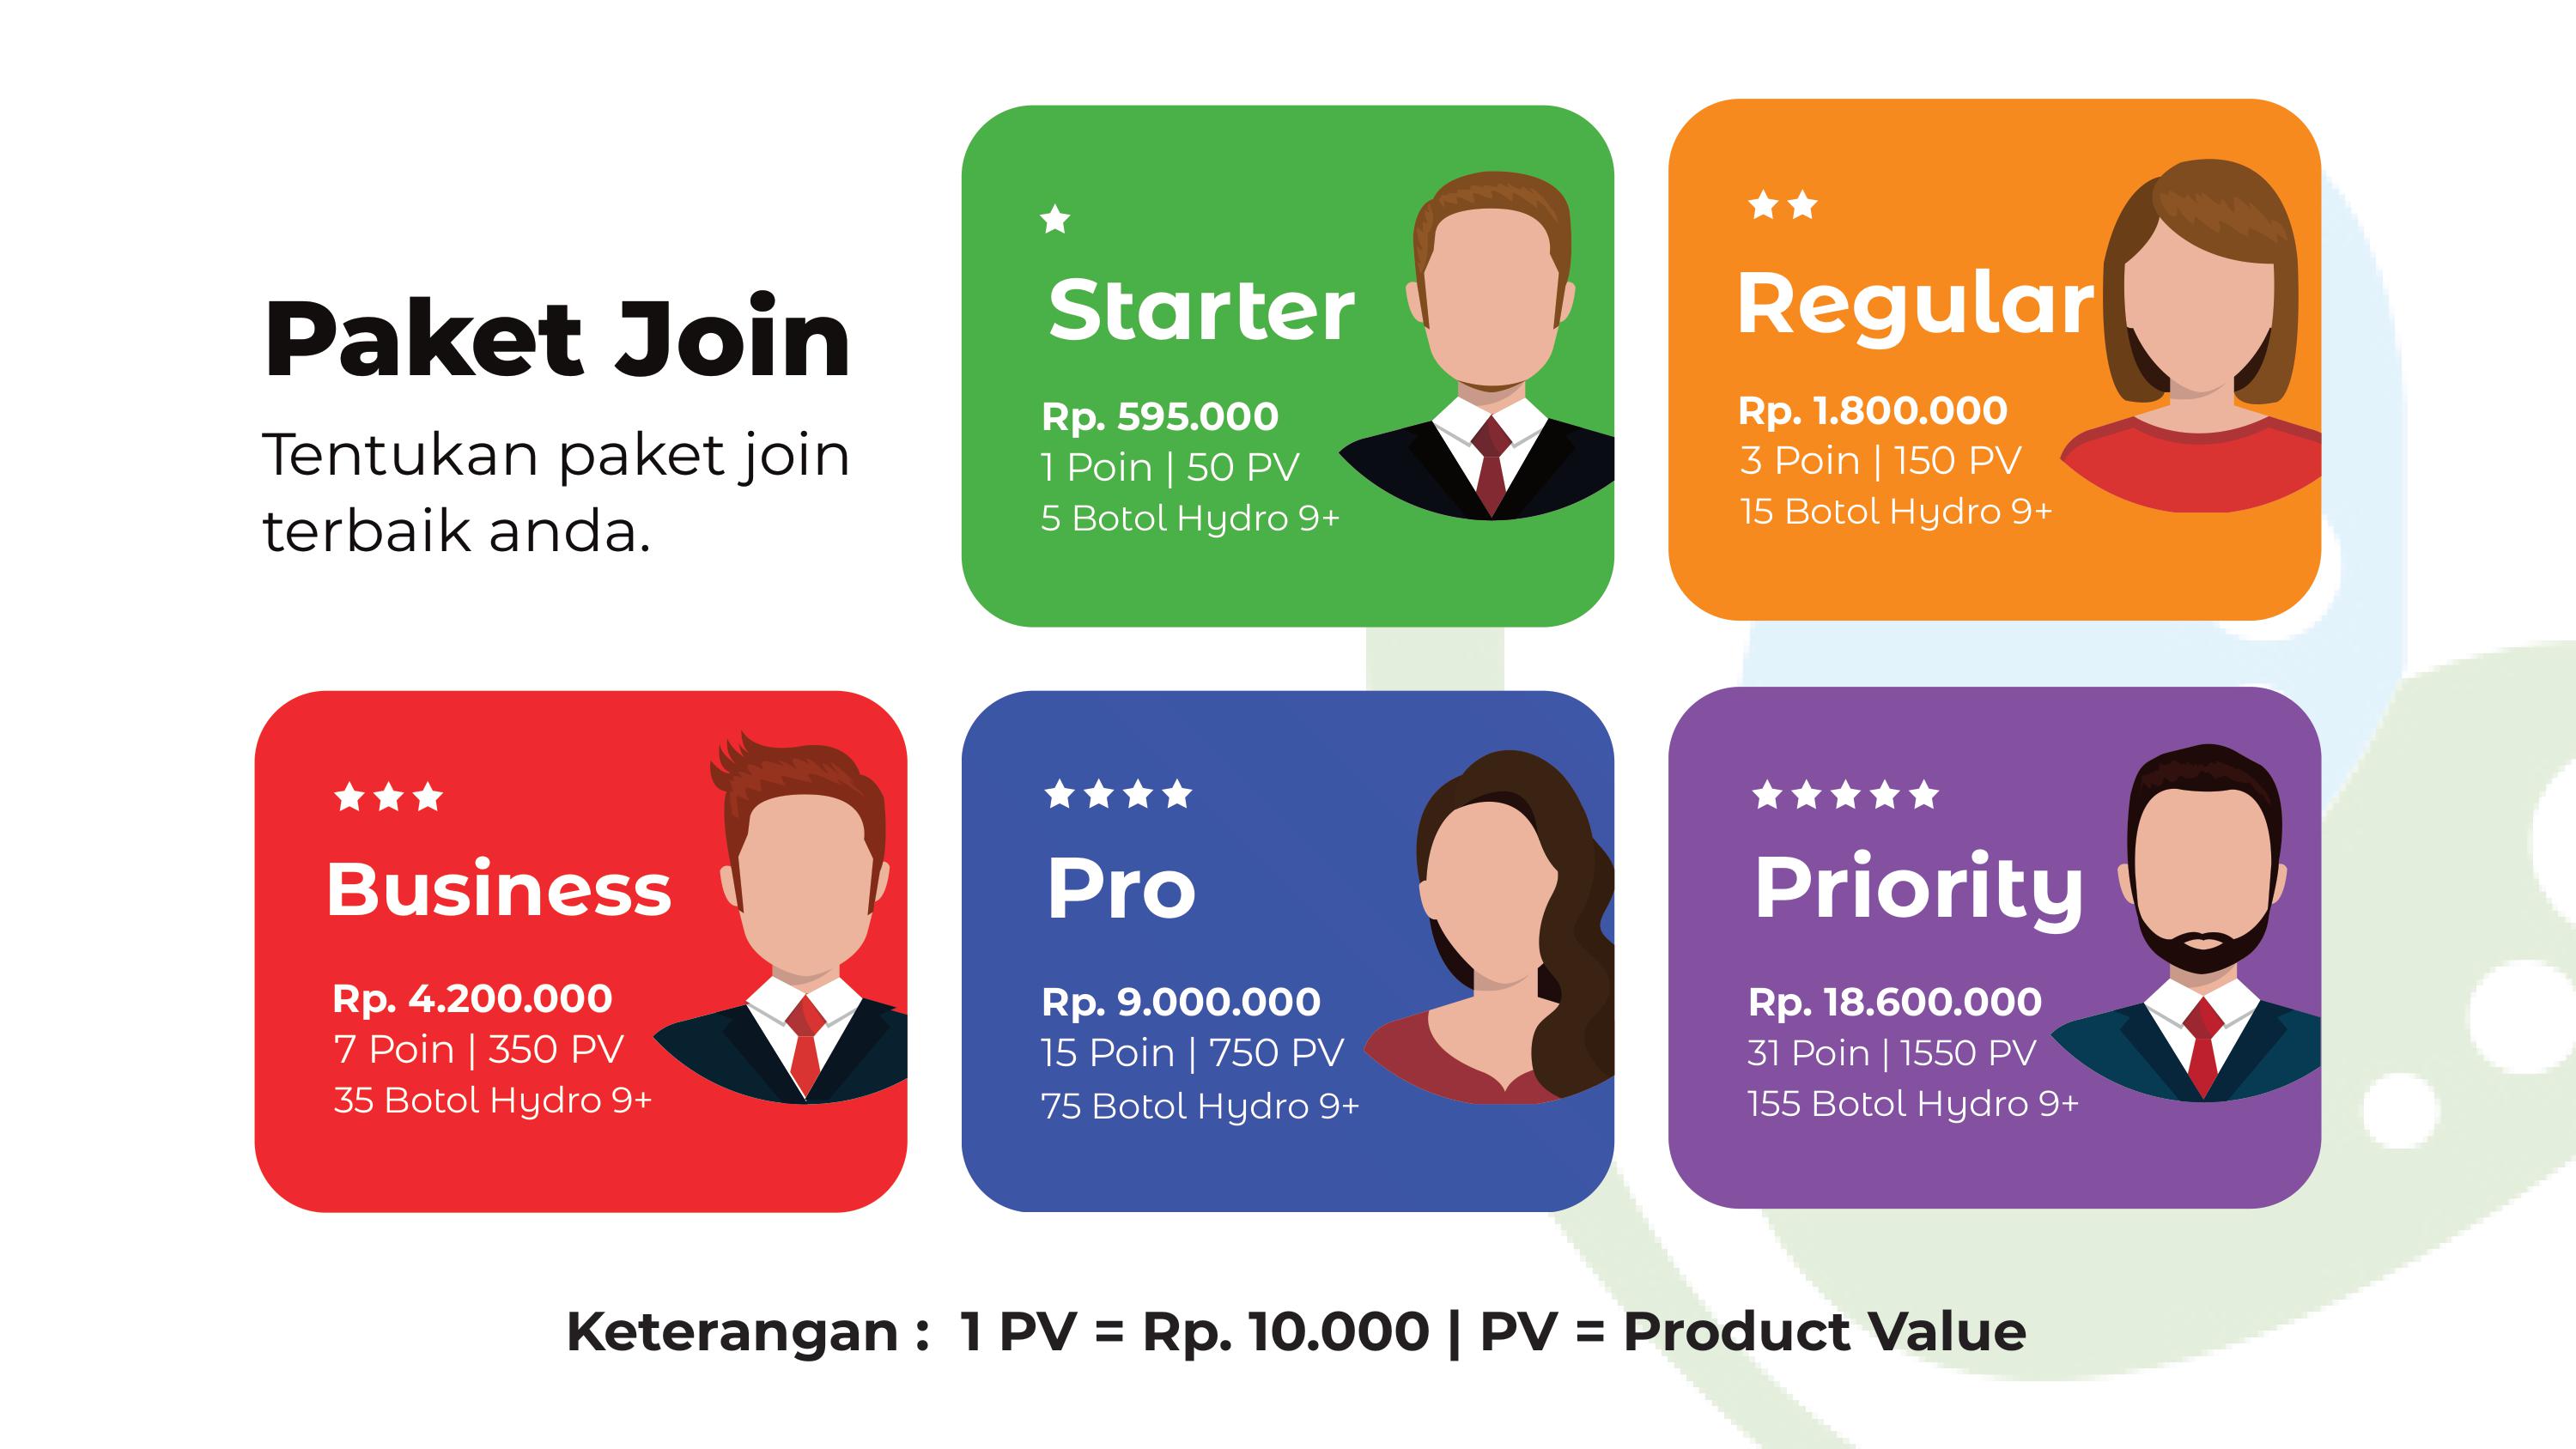 Paket Join
Tentukan paket join
terbaik anda.
Starter
Rp. 595.000
1 Poin | 50 PV
5 Botol Hydro 9+
Regular
Rp. 1.800.000
3 Poin | 150 PV
15 Botol Hydro 9+
Business
Rp. 4.200.000
7 Poin | 350 PV
35 Botol Hydro 9+
Pro
Rp. 9.000.000
15 Poin | 750 PV
75 Botol Hydro 9+
Priority
Rp. 18.600.000
31 Poin | 1550 PV
155 Botol Hydro 9+
Keterangan : 1 PV = Rp. 10.000 | PV = Product Value